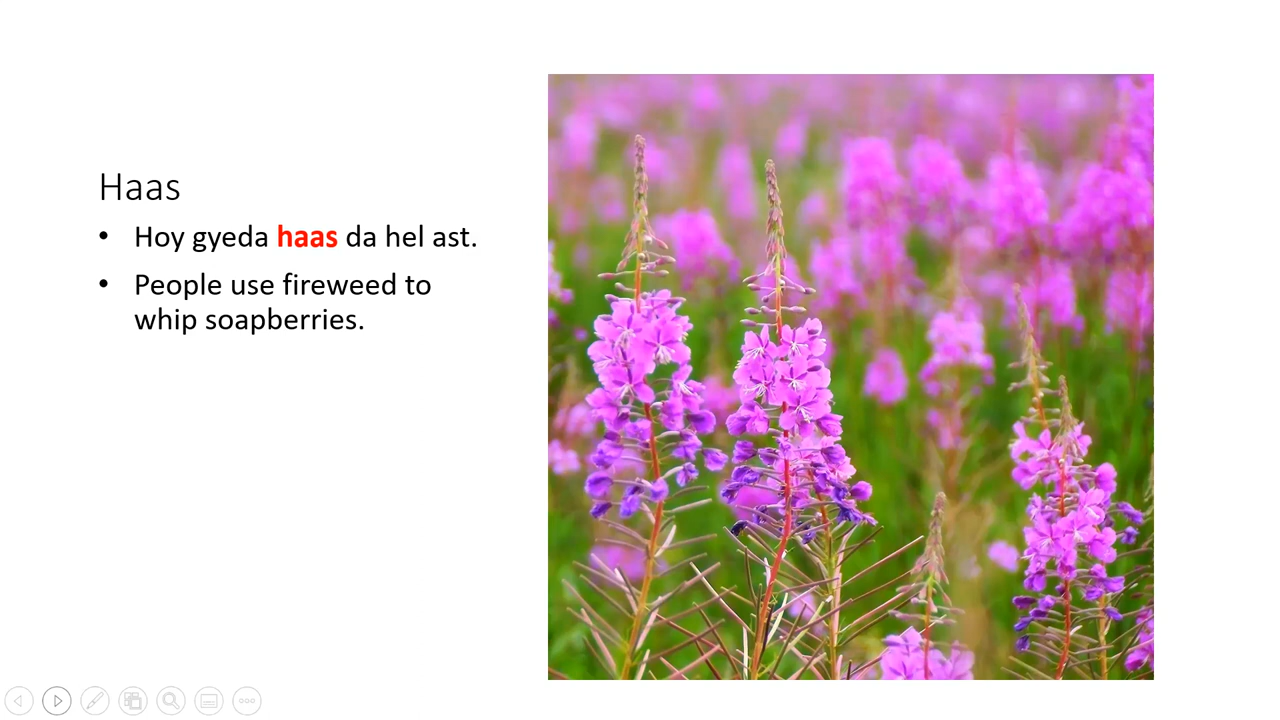 Haas
• Hoy gyeda haas da hel ast.
• People use fireweed to
whip soapberries.